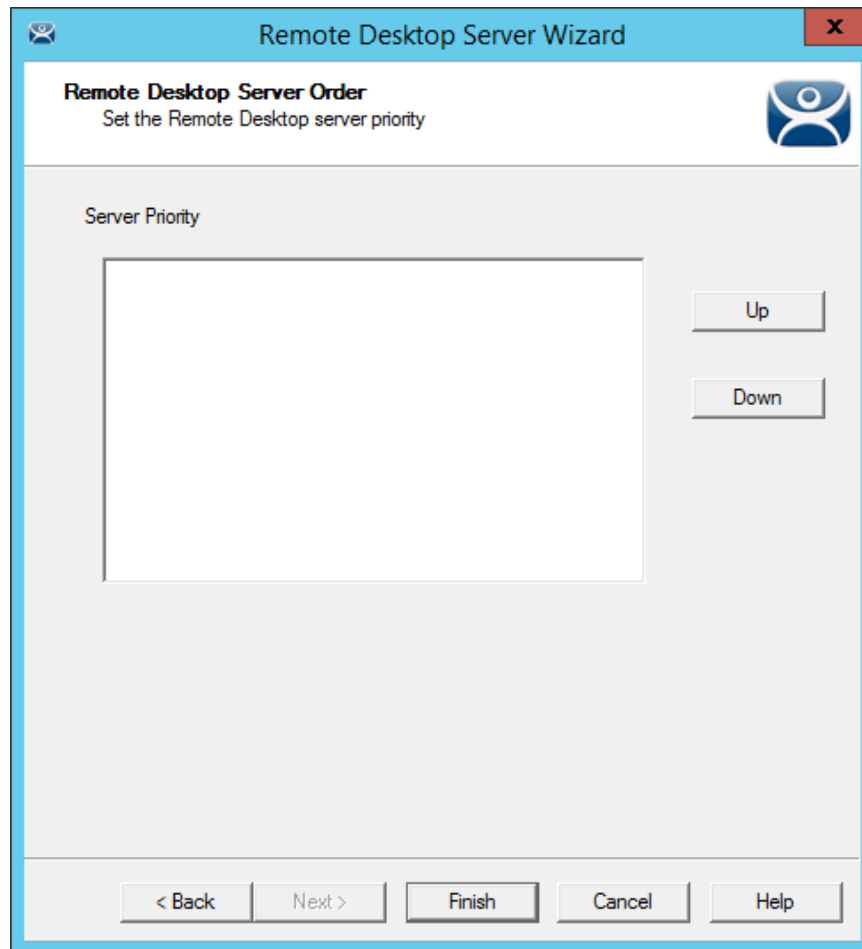 Remote Desktop Server Wizard
x
Remote Desktop Server Order
Set the Remote Desktop server priority
Server Priority
Up
Down
< Back
Next >
Finish
Cancel
Help